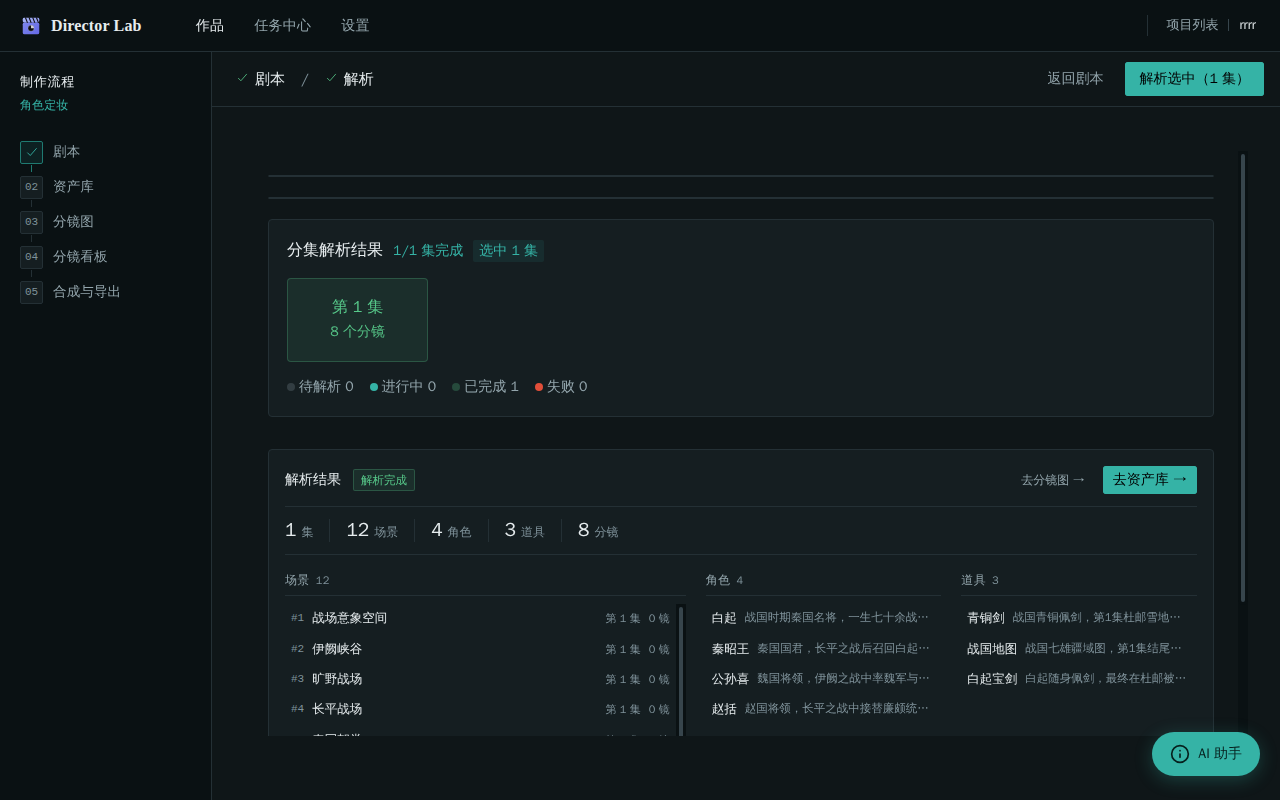 Director Lab
作品
任务中心
设置
项目列表
rrrr
制作流程
角色定妆
剧本
02 资产库
03 分镜图
04 分镜看板
05 合成与导出
剧本 / 解析
返回剧本
解析选中（1 集）
分集解析结果 1/1 集完成 选中 1 集
第 1 集
8 个分镜
待解析 0 进行中 0 已完成 1 失败 0
解析结果 解析完成
去分镜图 →
去资产库 →
1 集 12 场景 4 角色 3 道具 8 分镜
场景 12
#1 战场意象空间 第 1 集 0 镜
#2 伊阙峡谷 第 1 集 0 镜
#3 旷野战场 第 1 集 0 镜
#4 长平战场 第 1 集 0 镜
角色 4
白起 战国时期秦国名将，一生七十余战…
秦昭王 秦国国君，长平之战后召回白起…
公孙喜 魏国将领，伊阙之战中率魏军与…
赵括 赵国将领，长平之战中接替廉颇统…
道具 3
青铜剑 战国青铜佩剑，第1集杜邮雪地…
战国地图 战国七雄疆域图，第1集结尾…
白起宝剑 白起随身佩剑，最终在杜邮被…
AI 助手